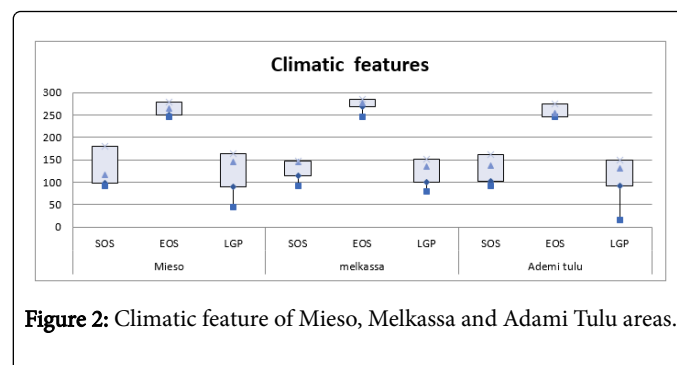 Climatic features
300
250
200
150
100
50
0
SOS EOS LGP SOS EOS LGP SOS EOS LGP
Mieso melkassa Ademi tulu
Figure 2: Climatic feature of Mieso, Melkassa and Adami Tulu areas.